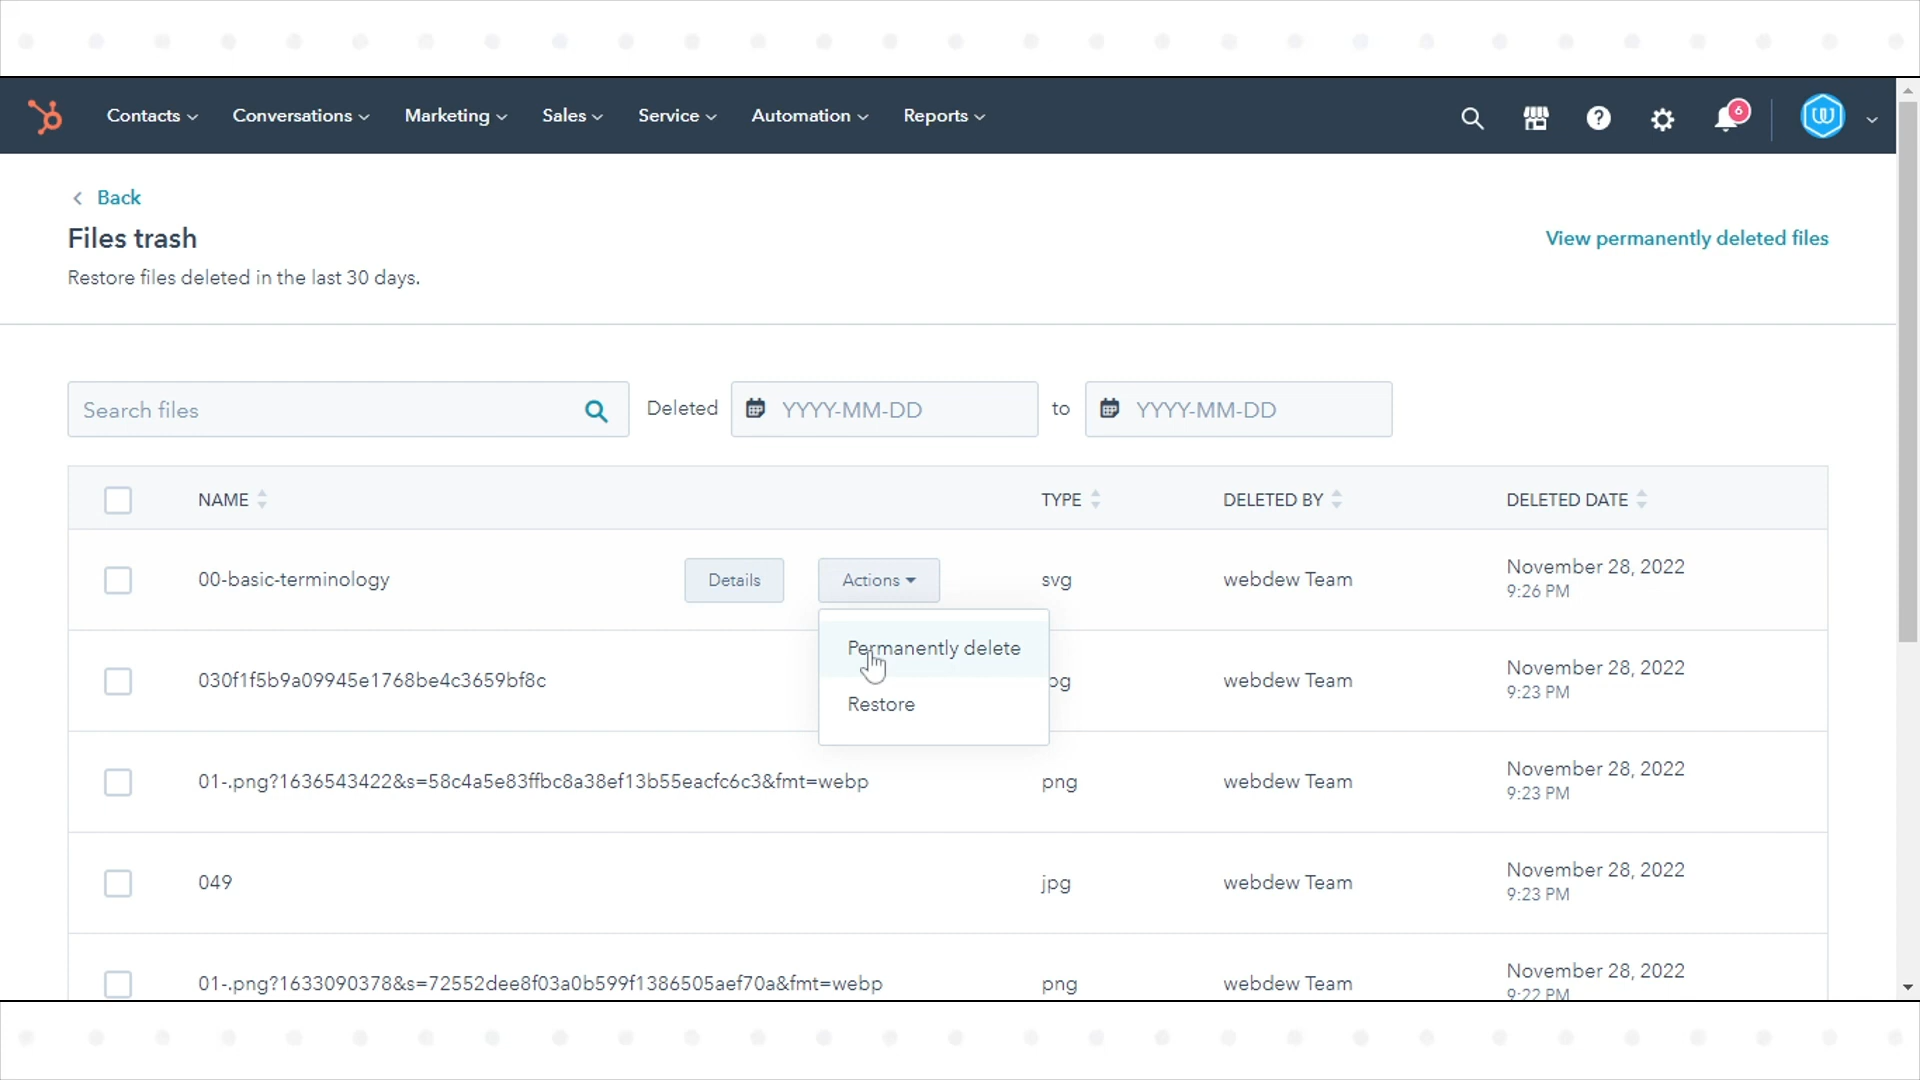 Contacts Conversations Marketing Sales Service Automation Reports 6
Back
Files trash
View permanently deleted files
Restore files deleted in the last 30 days.
Search files Deleted YYYY-MM-DD to YYYY-MM-DD
NAME TYPE DELETED BY DELETED DATE
00-basic-terminology Details Actions svg webdew Team November 28, 2022
9:26 PM
Permanently delete
030f1f5b9a09945e1768be4c3659bf8c webdew Team November 28, 2022
9:23 PM
Restore
01-.png?1636543422&s=58c4a5e83ffbc8a38ef13b55eacfc6c3&fmt=webp png webdew Team November 28, 2022
9:23 PM
049 jpg webdew Team November 28, 2022
9:23 PM
01-.png?1633090378&s=72552dee8f03a0b599f1386505aef70a&fmt=webp png webdew Team November 28, 2022
9:22 PM